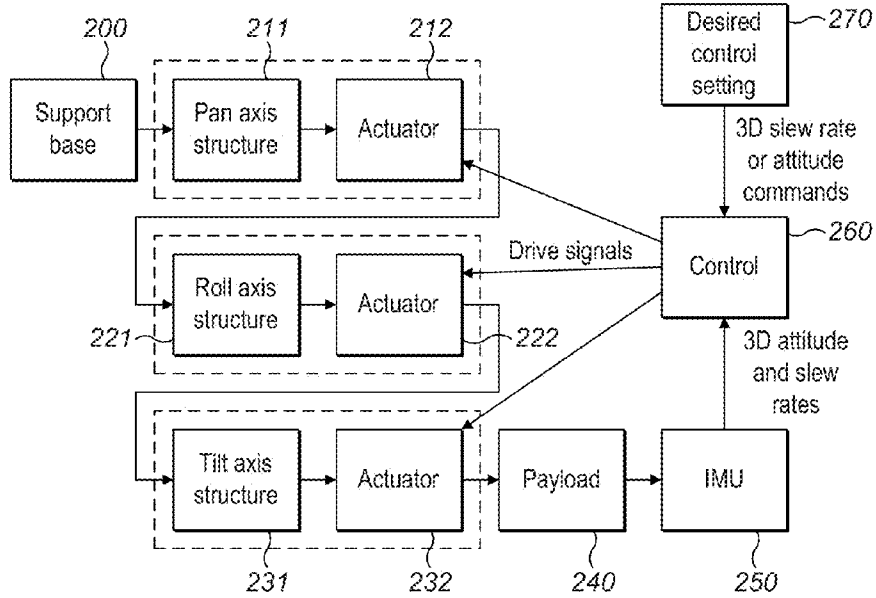 200
211
212
270
Support
base
Pan axis
structure
Actuator
Desired
control
setting
3D slew rate
or attitude
commands
260
Drive signals
Control
Roll axis
structure
Actuator
221
222
3D attitude
and slew
rates
Tilt axis
structure
Actuator
Payload
IMU
231
232
240
250